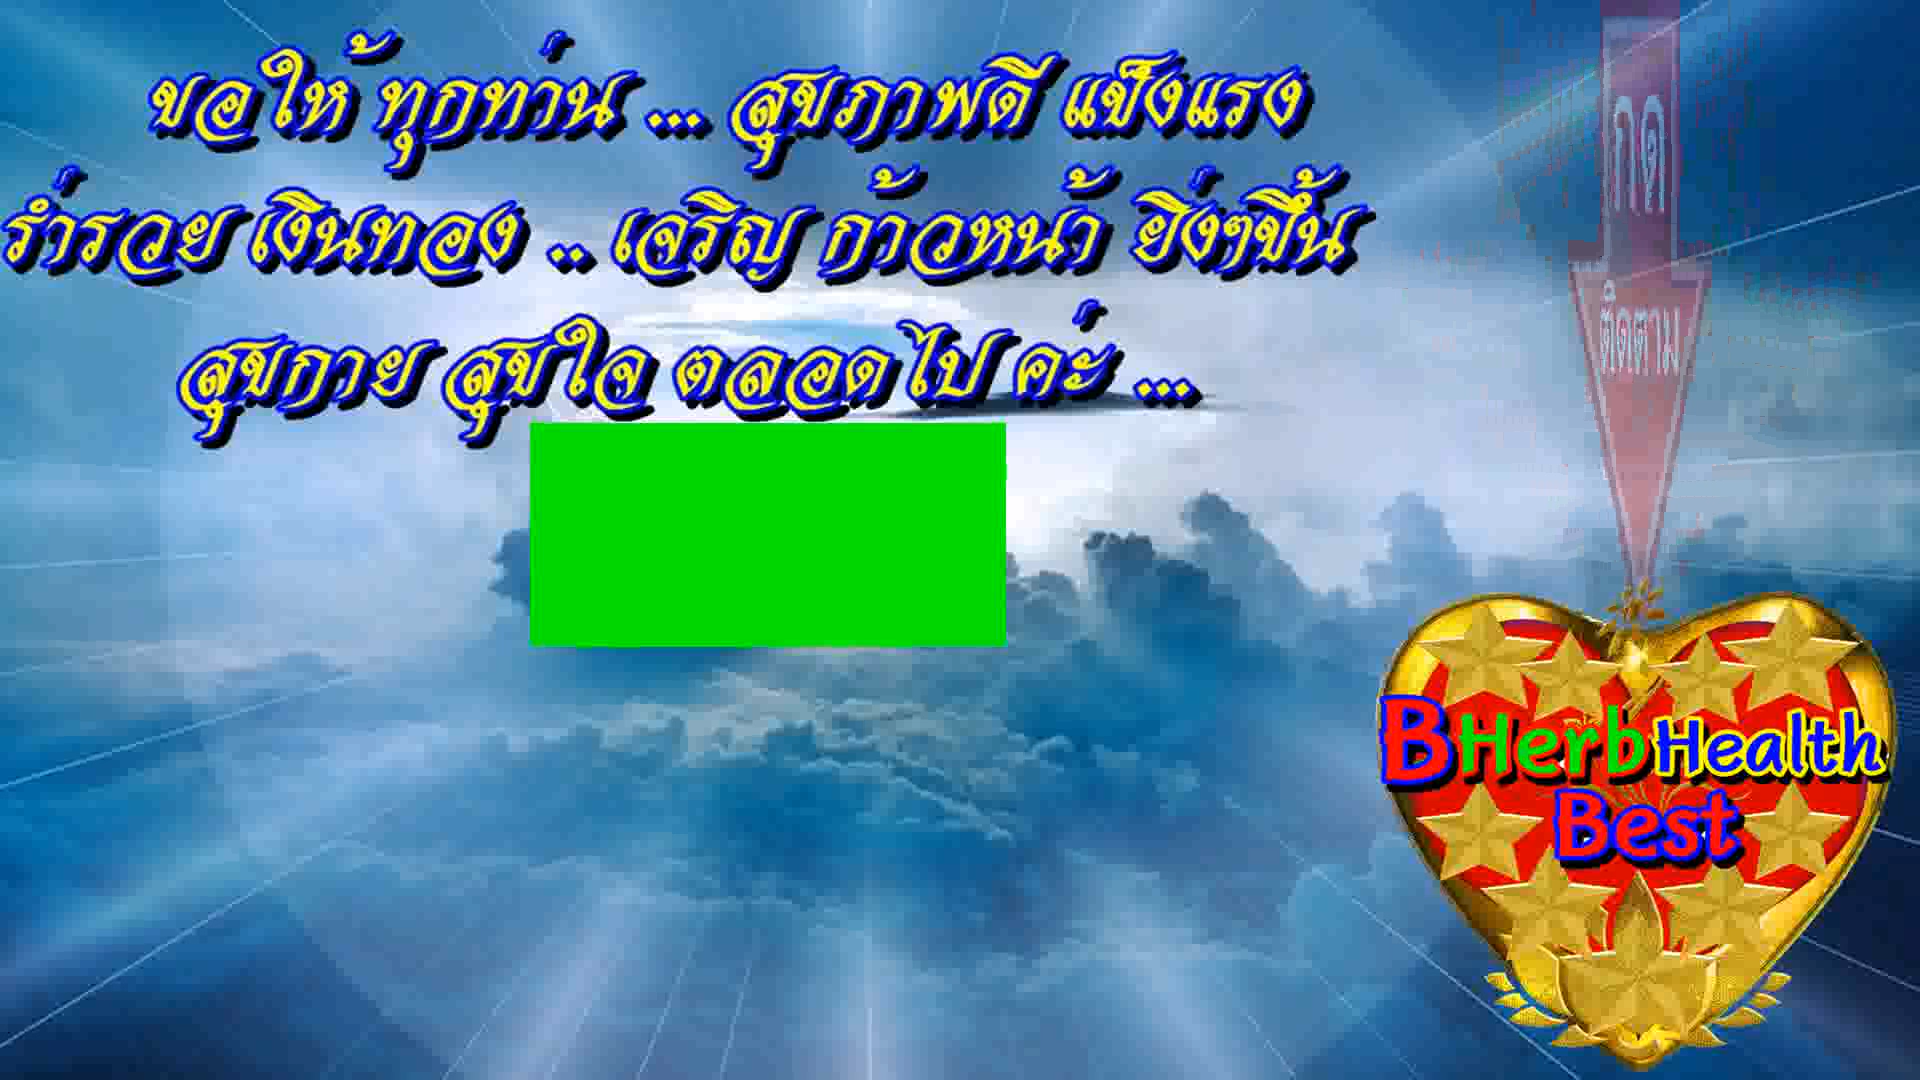 ขอให้ ทุกท่าน ... สุขภาพดี แข็งแรง
ร่ำรวย เงินทอง .. เจริญ ก้าวหน้า ยิ่งๆขึ้น
สุขกาย สุขใจ ตลอดไป ค่ะ ...
กด
ติดตาม
BHerbHealth
Best